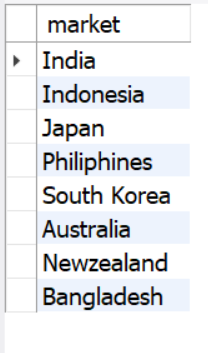 market
India
Indonesia
Japan
Philiphines
South Korea
Australia
Newzealand
Bangladesh